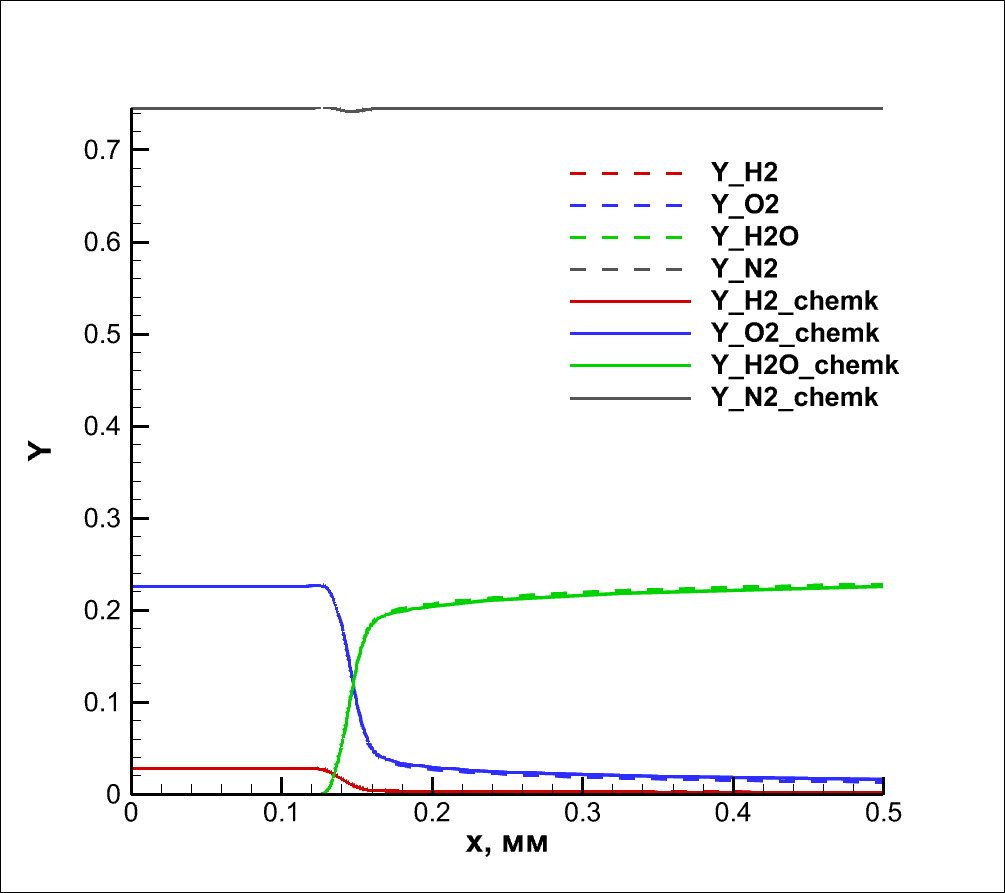 0.7
0.6
0.5
0.4
0.3
0.2
0.1
0
Y
Y_H2
Y_O2
Y_H2O
Y_N2
Y_H2_chemk
Y_O2_chemk
Y_H2O_chemk
Y_N2_chemk
0 0.1 0.2 0.3 0.4 0.5
x, мм